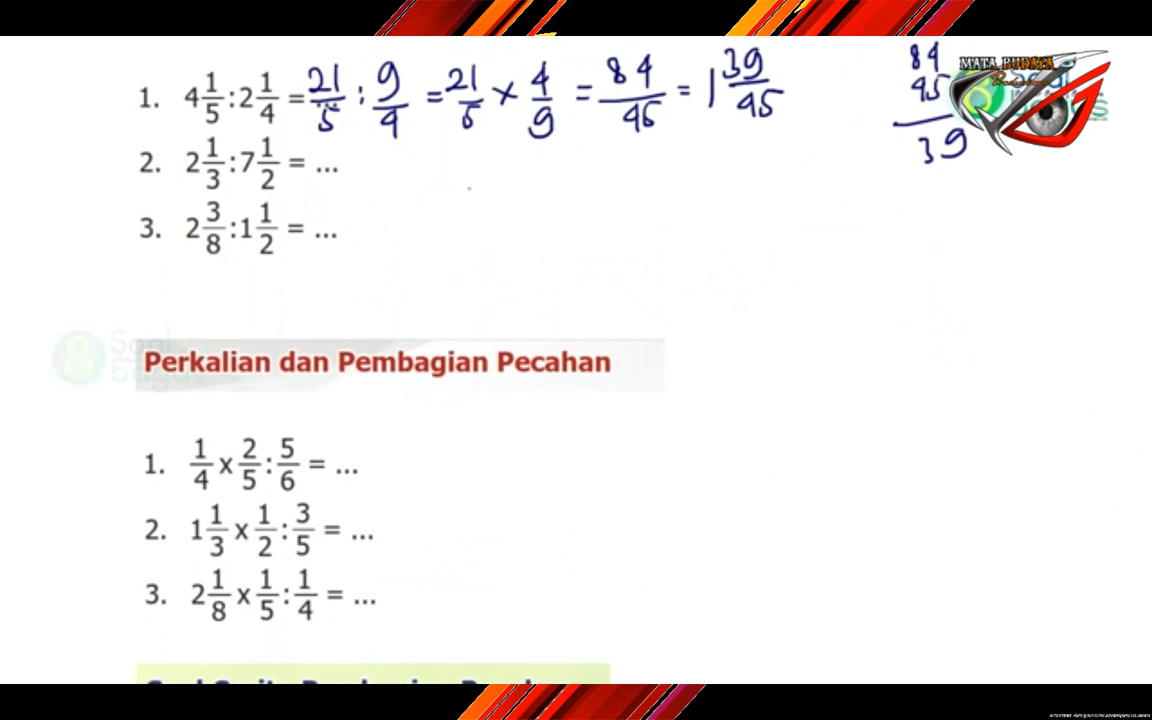 1. 4 1/5 : 2 1/4 = 21/5 : 9/4 = 21/5 × 4/9 = 84/45 = 1 39/45
84
45
39
MATA BUDAYA
2. 2 1/3 : 7 1/2 = ...
3. 2 3/8 : 1 1/2 = ...
Perkalian dan Pembagian Pecahan
1. 1/4 x 2/5 : 5/6 = ...
2. 1 1/3 x 1/2 : 3/5 = ...
3. 2 1/8 x 1/5 : 1/4 = ...